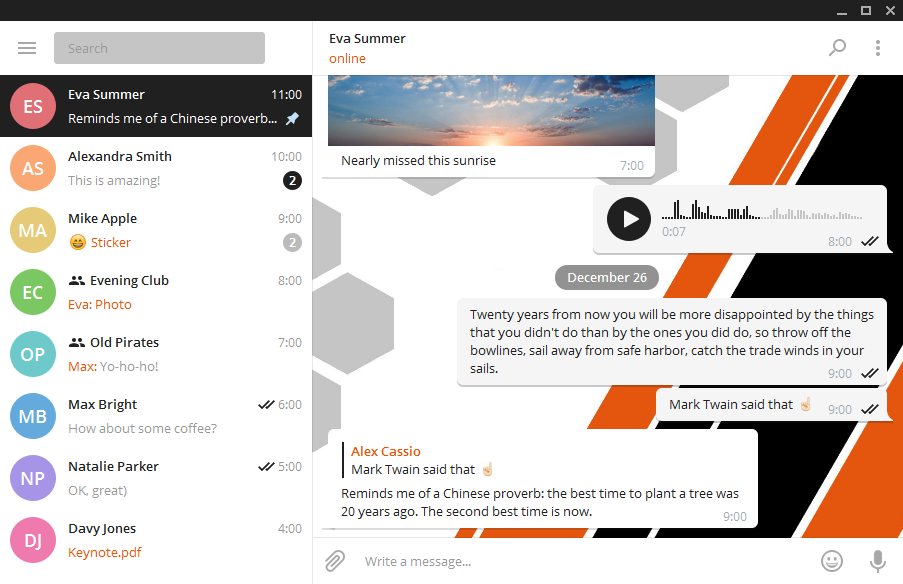 Search
ES
Eva Summer
11:00
Reminds me of a Chinese proverb...
AS
Alexandra Smith
10:00
This is amazing!
2
MA
Mike Apple
9:00
😄 Sticker
2
EC
Evening Club
8:00
Eva: Photo
OP
Old Pirates
7:00
Max: Yo-ho-ho!
MB
Max Bright
6:00
How about some coffee?
NP
Natalie Parker
5:00
OK, great)
DJ
Davy Jones
4:00
Keynote.pdf
Eva Summer
online
Nearly missed this sunrise
7:00
0:07
8:00
December 26
Twenty years from now you will be more disappointed by the things
that you didn't do than by the ones you did do, so throw off the
bowlines, sail away from safe harbor, catch the trade winds in your
sails.
9:00
Mark Twain said that ☝🏻
9:00
Alex Cassio
Mark Twain said that ☝🏻
Reminds me of a Chinese proverb: the best time to plant a tree was
20 years ago. The second best time is now.
9:00
Write a message...